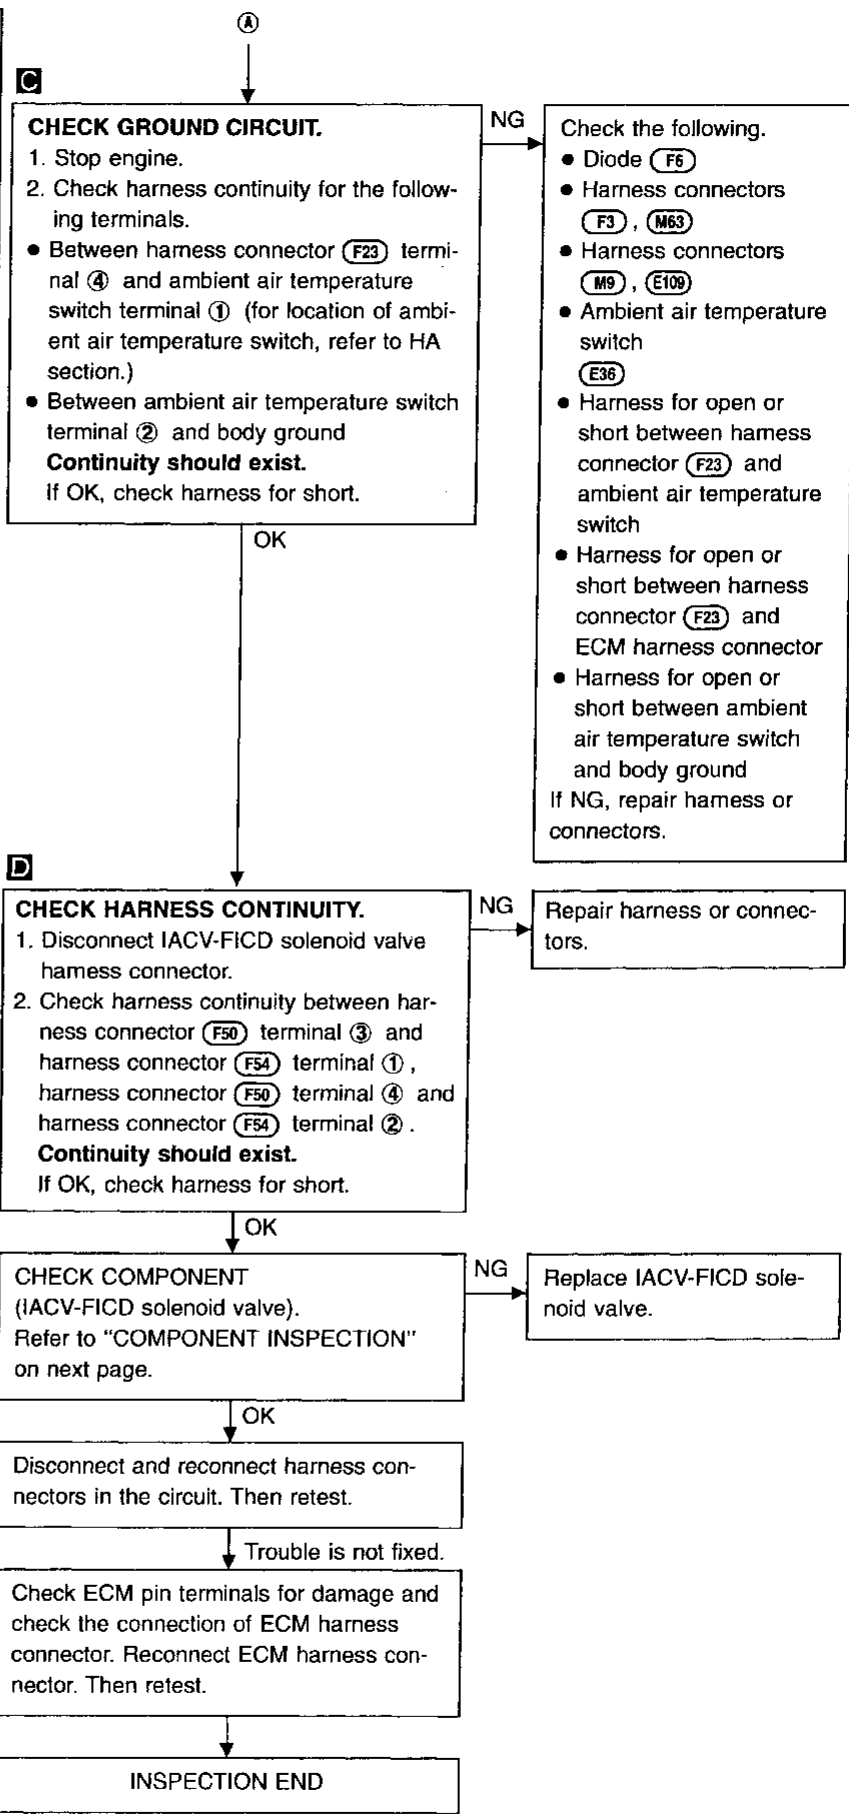 Ⓐ
C
CHECK GROUND CIRCUIT.
1. Stop engine.
2. Check harness continuity for the follow-
ing terminals.
● Between harness connector (F23) termi-
nal ④ and ambient air temperature
switch terminal ① (for location of ambi-
ent air temperature switch, refer to HA
section.)
● Between ambient air temperature switch
terminal ② and body ground
Continuity should exist.
If OK, check harness for short.
NG
Check the following.
● Diode (F6)
● Harness connectors
(F3), (M63)
● Harness connectors
(M9), (E109)
● Ambient air temperature
switch
(E36)
● Harness for open or
short between harness
connector (F23) and
ambient air temperature
switch
● Harness for open or
short between harness
connector (F23) and
ECM harness connector
● Harness for open or
short between ambient
air temperature switch
and body ground
If NG, repair harness or
connectors.
OK
D
CHECK HARNESS CONTINUITY.
1. Disconnect IACV-FICD solenoid valve
harness connector.
2. Check harness continuity between har-
ness connector (F50) terminal ③ and
harness connector (F54) terminal ①,
harness connector (F50) terminal ④ and
harness connector (F54) terminal ②.
Continuity should exist.
If OK, check harness for short.
NG
Repair harness or connec-
tors.
OK
CHECK COMPONENT
(IACV-FICD solenoid valve).
Refer to "COMPONENT INSPECTION"
on next page.
NG
Replace IACV-FICD sole-
noid valve.
OK
Disconnect and reconnect harness con-
nectors in the circuit. Then retest.
Trouble is not fixed.
Check ECM pin terminals for damage and
check the connection of ECM harness
connector. Reconnect ECM harness con-
nector. Then retest.
INSPECTION END